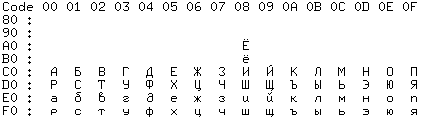 Code 00 01 02 03 04 05 06 07 08 09 0A 0B 0C 0D 0E 0F
80 :
90 :
A0 : Ё
B0 : ё
C0 : А Б В Г Д Е Ж З И Й К Л М Н О П
D0 : Р С Т У Ф Х Ц Ч Ш Щ Ъ Ы Ь Э Ю Я
E0 : а б в г д е ж з и й к л м н о п
F0 : р с т у ф х ц ч ш щ ъ ы ь э ю я